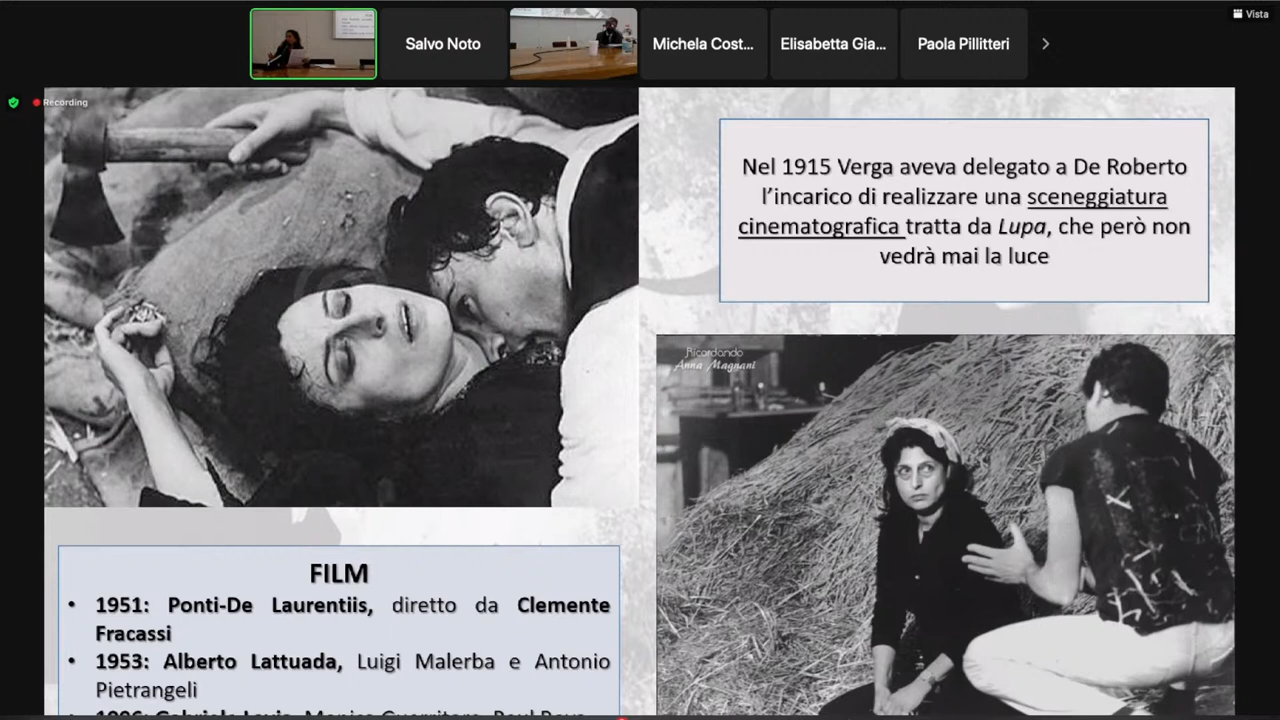 Vista
Salvo Noto
Michela Cost...
Elisabetta Gia...
Paola Pillitteri
Recording
Nel 1915 Verga aveva delegato a De Roberto
l'incarico di realizzare una sceneggiatura
cinematografica tratta da Lupa, che però non
vedrà mai la luce
Ricordando
Anna Magnani
FILM
• 1951: Ponti-De Laurentiis, diretto da Clemente
Fracassi
• 1953: Alberto Lattuada, Luigi Malerba e Antonio
Pietrangeli